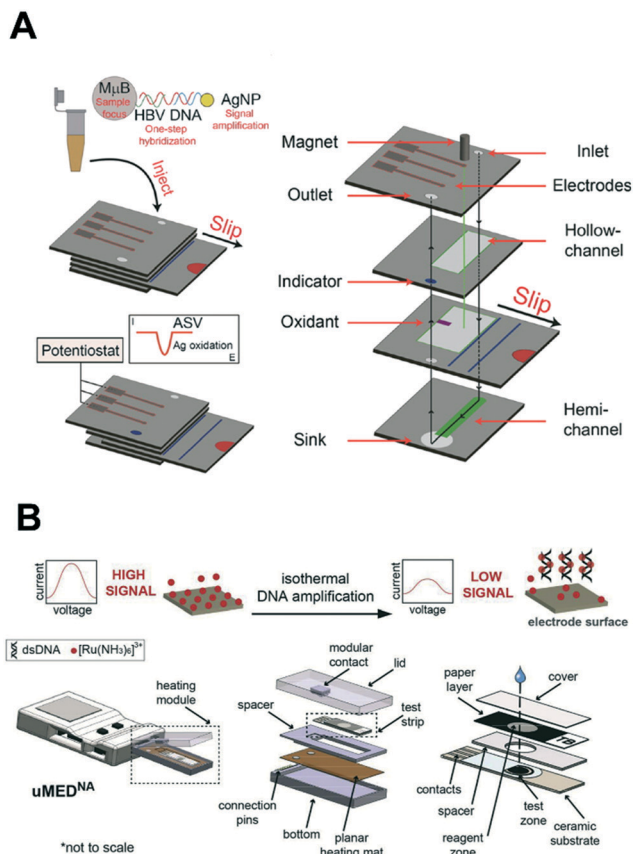 A
MμB
Sample
focus
HBV DNA
One-step
hybridization
AgNP
Signal
amplification
Inject
Slip
Potentiostat
I
ASV
Ag oxidation
E
Magnet
Inlet
Outlet
Electrodes
Hollow-
channel
Indicator
Slip
Oxidant
Hemi-
channel
Sink
B
current
voltage
HIGH
SIGNAL
isothermal
DNA amplification
current
voltage
LOW
SIGNAL
electrode surface
dsDNA
[Ru(NH₃)₆]³⁺
heating
module
uMEDᴺᴬ
*not to scale
modular
contact
lid
spacer
test
strip
connection
pins
bottom
planar
heating mat
paper
layer
cover
contacts
spacer
reagent
zone
test
zone
ceramic
substrate